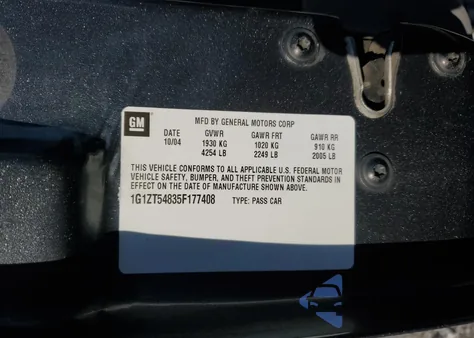 GM
MFD BY GENERAL MOTORS CORP
DATE GVWR GAWR FRT GAWR RR
10/04 1930 KG 1020 KG 910 KG
4254 LB 2249 LB 2005 LB
THIS VEHICLE CONFORMS TO ALL APPLICABLE U.S. FEDERAL MOTOR
VEHICLE SAFETY, BUMPER, AND THEFT PREVENTION STANDARDS IN
EFFECT ON THE DATE OF MANUFACTURE SHOWN ABOVE.
1G1ZT54835F177408 TYPE: PASS CAR